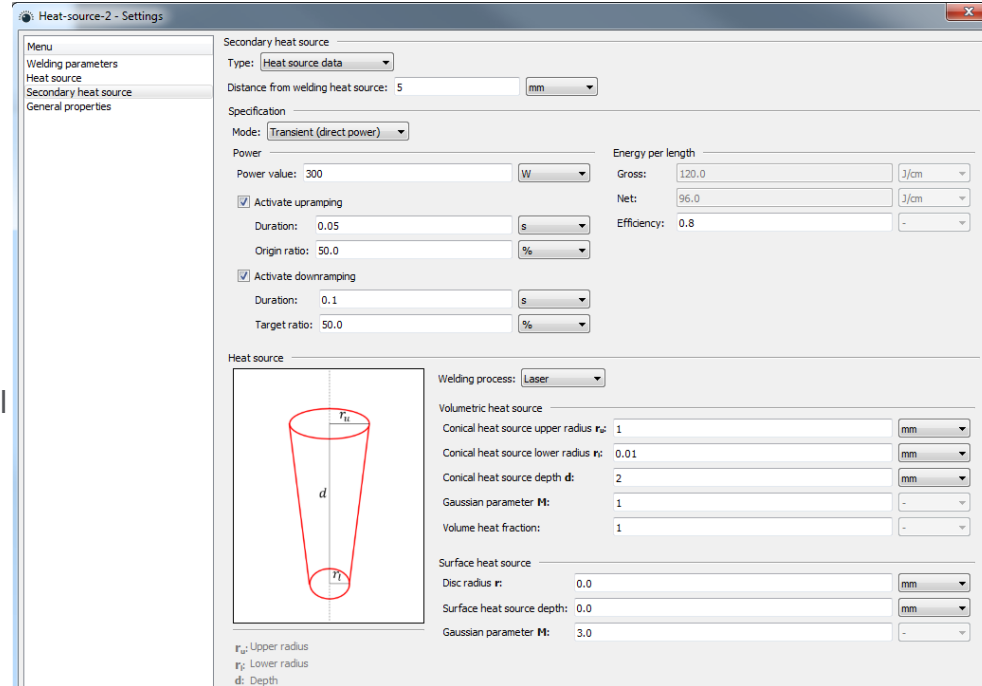 Heat-source-2 - Settings
Menu
Welding parameters
Heat source
Secondary heat source
General properties
Secondary heat source
Type: Heat source data
Distance from welding heat source: 5 mm
Specification
Mode: Transient (direct power)
Power
Power value: 300 W
Activate upramping
Duration: 0.05 s
Origin ratio: 50.0 %
Activate downramping
Duration: 0.1 s
Target ratio: 50.0 %
Energy per length
Gross: 120.0 J/cm
Net: 96.0 J/cm
Efficiency: 0.8 -
Heat source
r_u
d
r_l
r_u: Upper radius
r_l: Lower radius
d: Depth
Welding process: Laser
Volumetric heat source
Conical heat source upper radius r_u: 1 mm
Conical heat source lower radius r_l: 0.01 mm
Conical heat source depth d: 2 mm
Gaussian parameter M: 1 -
Volume heat fraction: 1 -
Surface heat source
Disc radius r: 0.0 mm
Surface heat source depth: 0.0 mm
Gaussian parameter M: 3.0 -